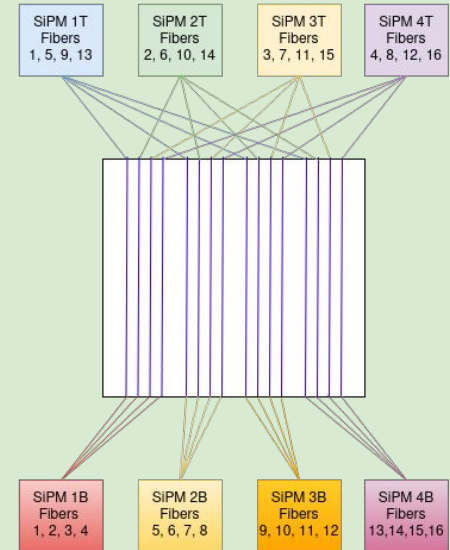 SiPM 1T
Fibers
1, 5, 9, 13
SiPM 2T
Fibers
2, 6, 10, 14
SiPM 3T
Fibers
3, 7, 11, 15
SiPM 4T
Fibers
4, 8, 12, 16
SiPM 1B
Fibers
1, 2, 3, 4
SiPM 2B
Fibers
5, 6, 7, 8
SiPM 3B
Fibers
9, 10, 11, 12
SiPM 4B
Fibers
13,14,15,16